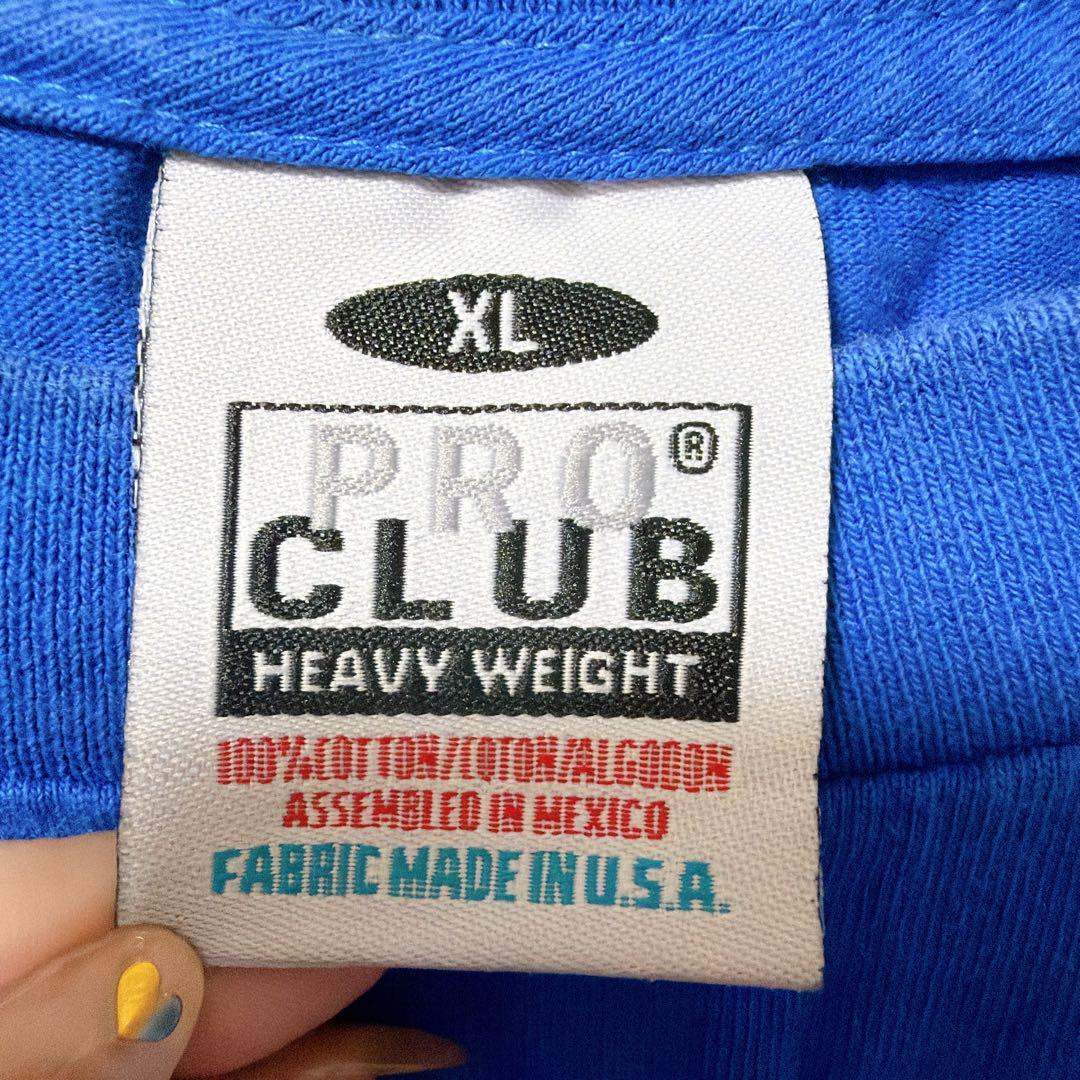 XL
PRO®
CLUB
HEAVY WEIGHT
100% COTTON/COTON/ALGODON
ASSEMBLED IN MEXICO
FABRIC MADE IN U.S.A.